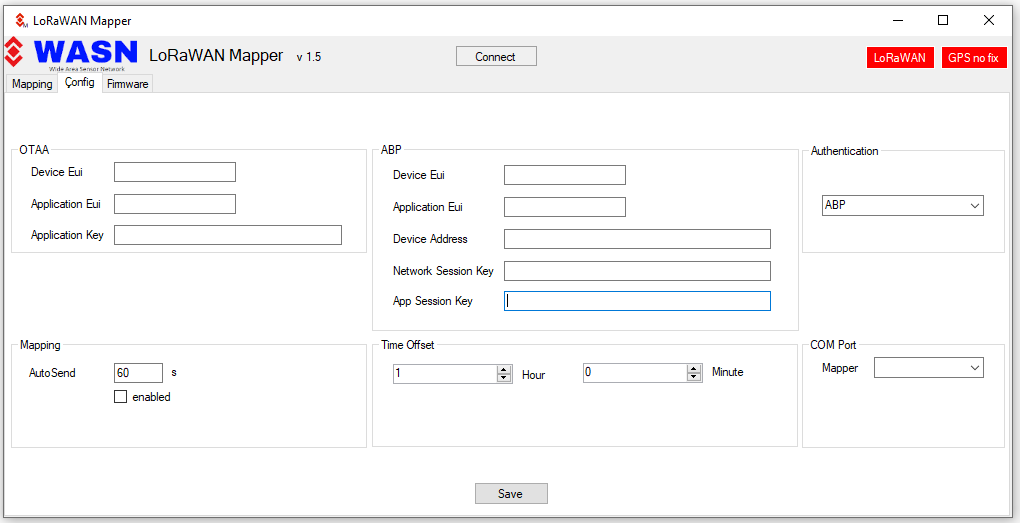 LoRaWAN Mapper
WASN LoRaWAN Mapper v 1.5 Connect LoRaWAN GPS no fix
Wide Area Sensor Network
Mapping Config Firmware
OTAA
Device Eui
Application Eui
Application Key
ABP
Device Eui
Application Eui
Device Address
Network Session Key
App Session Key
Authentication
ABP
Mapping
AutoSend 60 s
enabled
Time Offset
1 Hour 0 Minute
COM Port
Mapper
Save